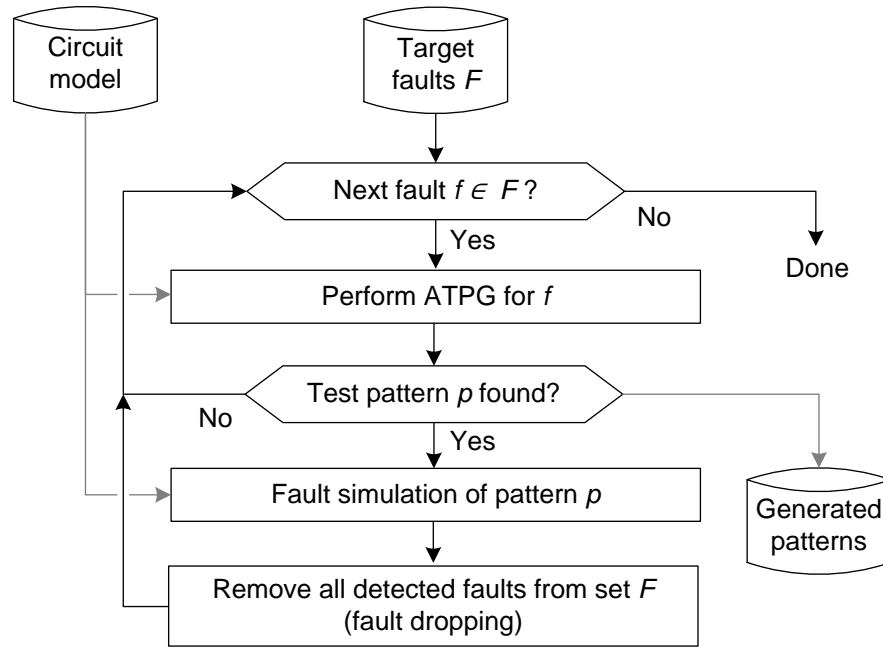 Circuit
model
Target
faults F
Next fault f ∈ F ?
No
Yes
Done
Perform ATPG for f
Test pattern p found?
No
Yes
Fault simulation of pattern p
Generated
patterns
Remove all detected faults from set F
(fault dropping)